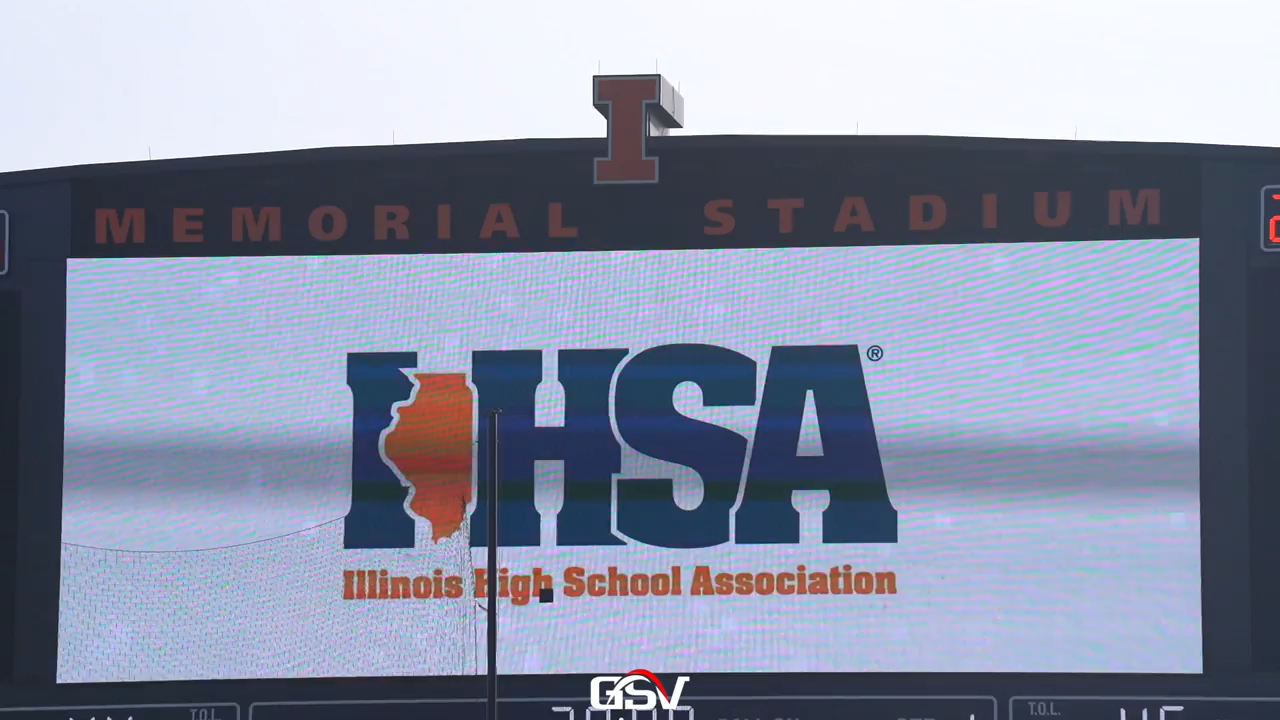 I
MEMORIAL STADIUM
IHSA®
Illinois High School Association
GSV
T.O.L.
T.O.L.